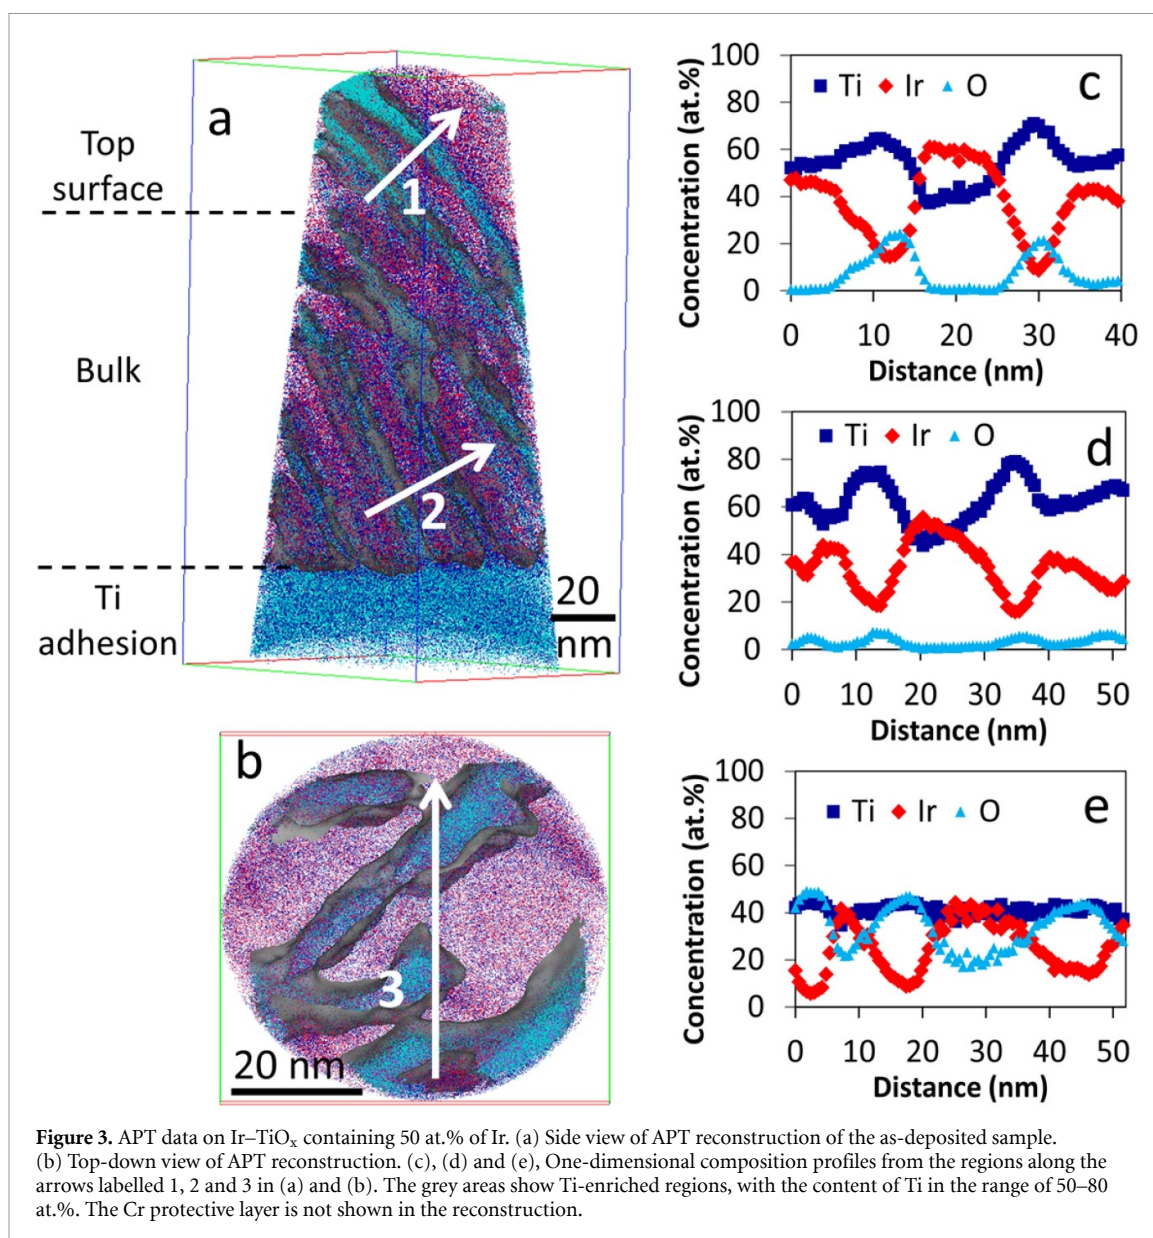 a
Top
surface
1
Bulk
2
Ti
adhesion
20
nm
b
3
20 nm
Concentration (at.%)
100
80
60
40
20
0
Ti Ir O
c
0 10 20 30 40
Distance (nm)
Concentration (at.%)
100
80
60
40
20
0
Ti Ir O
d
0 10 20 30 40 50
Distance (nm)
Concentration (at.%)
100
80
60
40
20
0
Ti Ir O
e
0 10 20 30 40 50
Distance (nm)
Figure 3. APT data on Ir–TiOₓ containing 50 at.% of Ir. (a) Side view of APT reconstruction of the as-deposited sample.
(b) Top-down view of APT reconstruction. (c), (d) and (e), One-dimensional composition profiles from the regions along the
arrows labelled 1, 2 and 3 in (a) and (b). The grey areas show Ti-enriched regions, with the content of Ti in the range of 50–80
at.%. The Cr protective layer is not shown in the reconstruction.